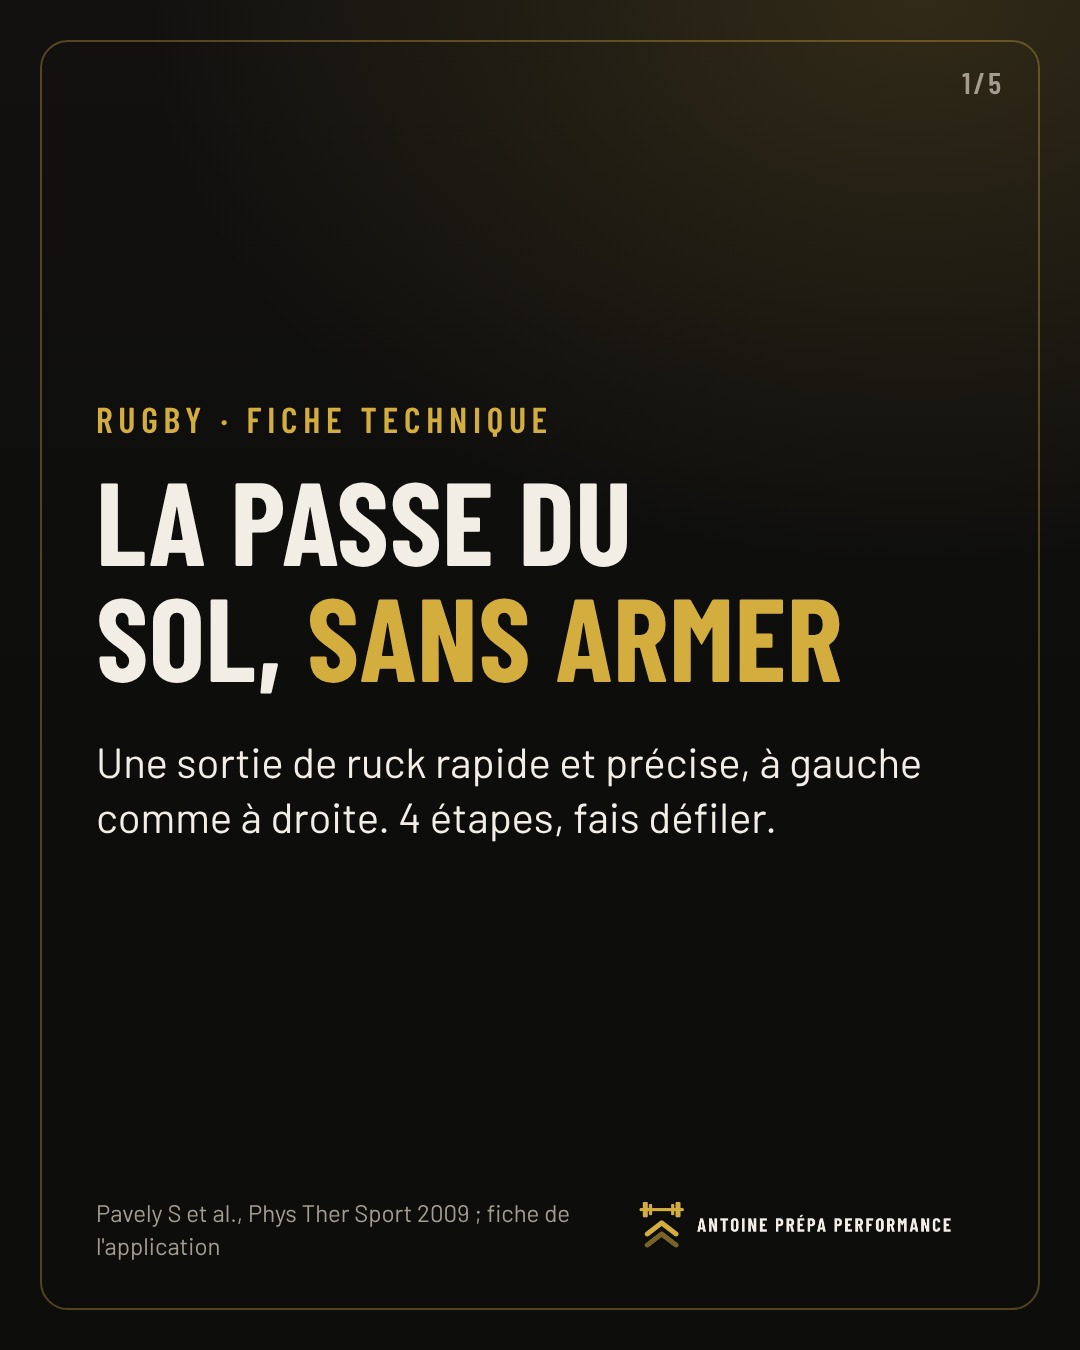 1/5
RUGBY · FICHE TECHNIQUE
LA PASSE DU
SOL, SANS ARMER
Une sortie de ruck rapide et précise, à gauche
comme à droite. 4 étapes, fais défiler.
Pavely S et al., Phys Ther Sport 2009 ; fiche de
l'application
ANTOINE PRÉPA PERFORMANCE